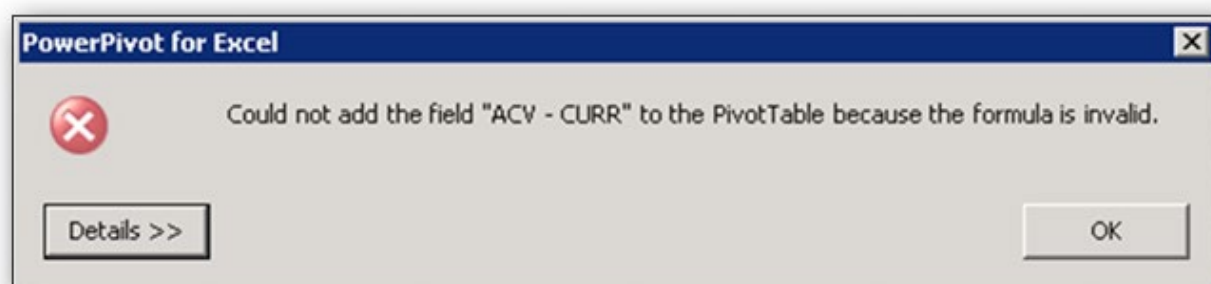 PowerPivot for Excel
Could not add the field "ACV - CURR" to the PivotTable because the formula is invalid.
Details >>
OK